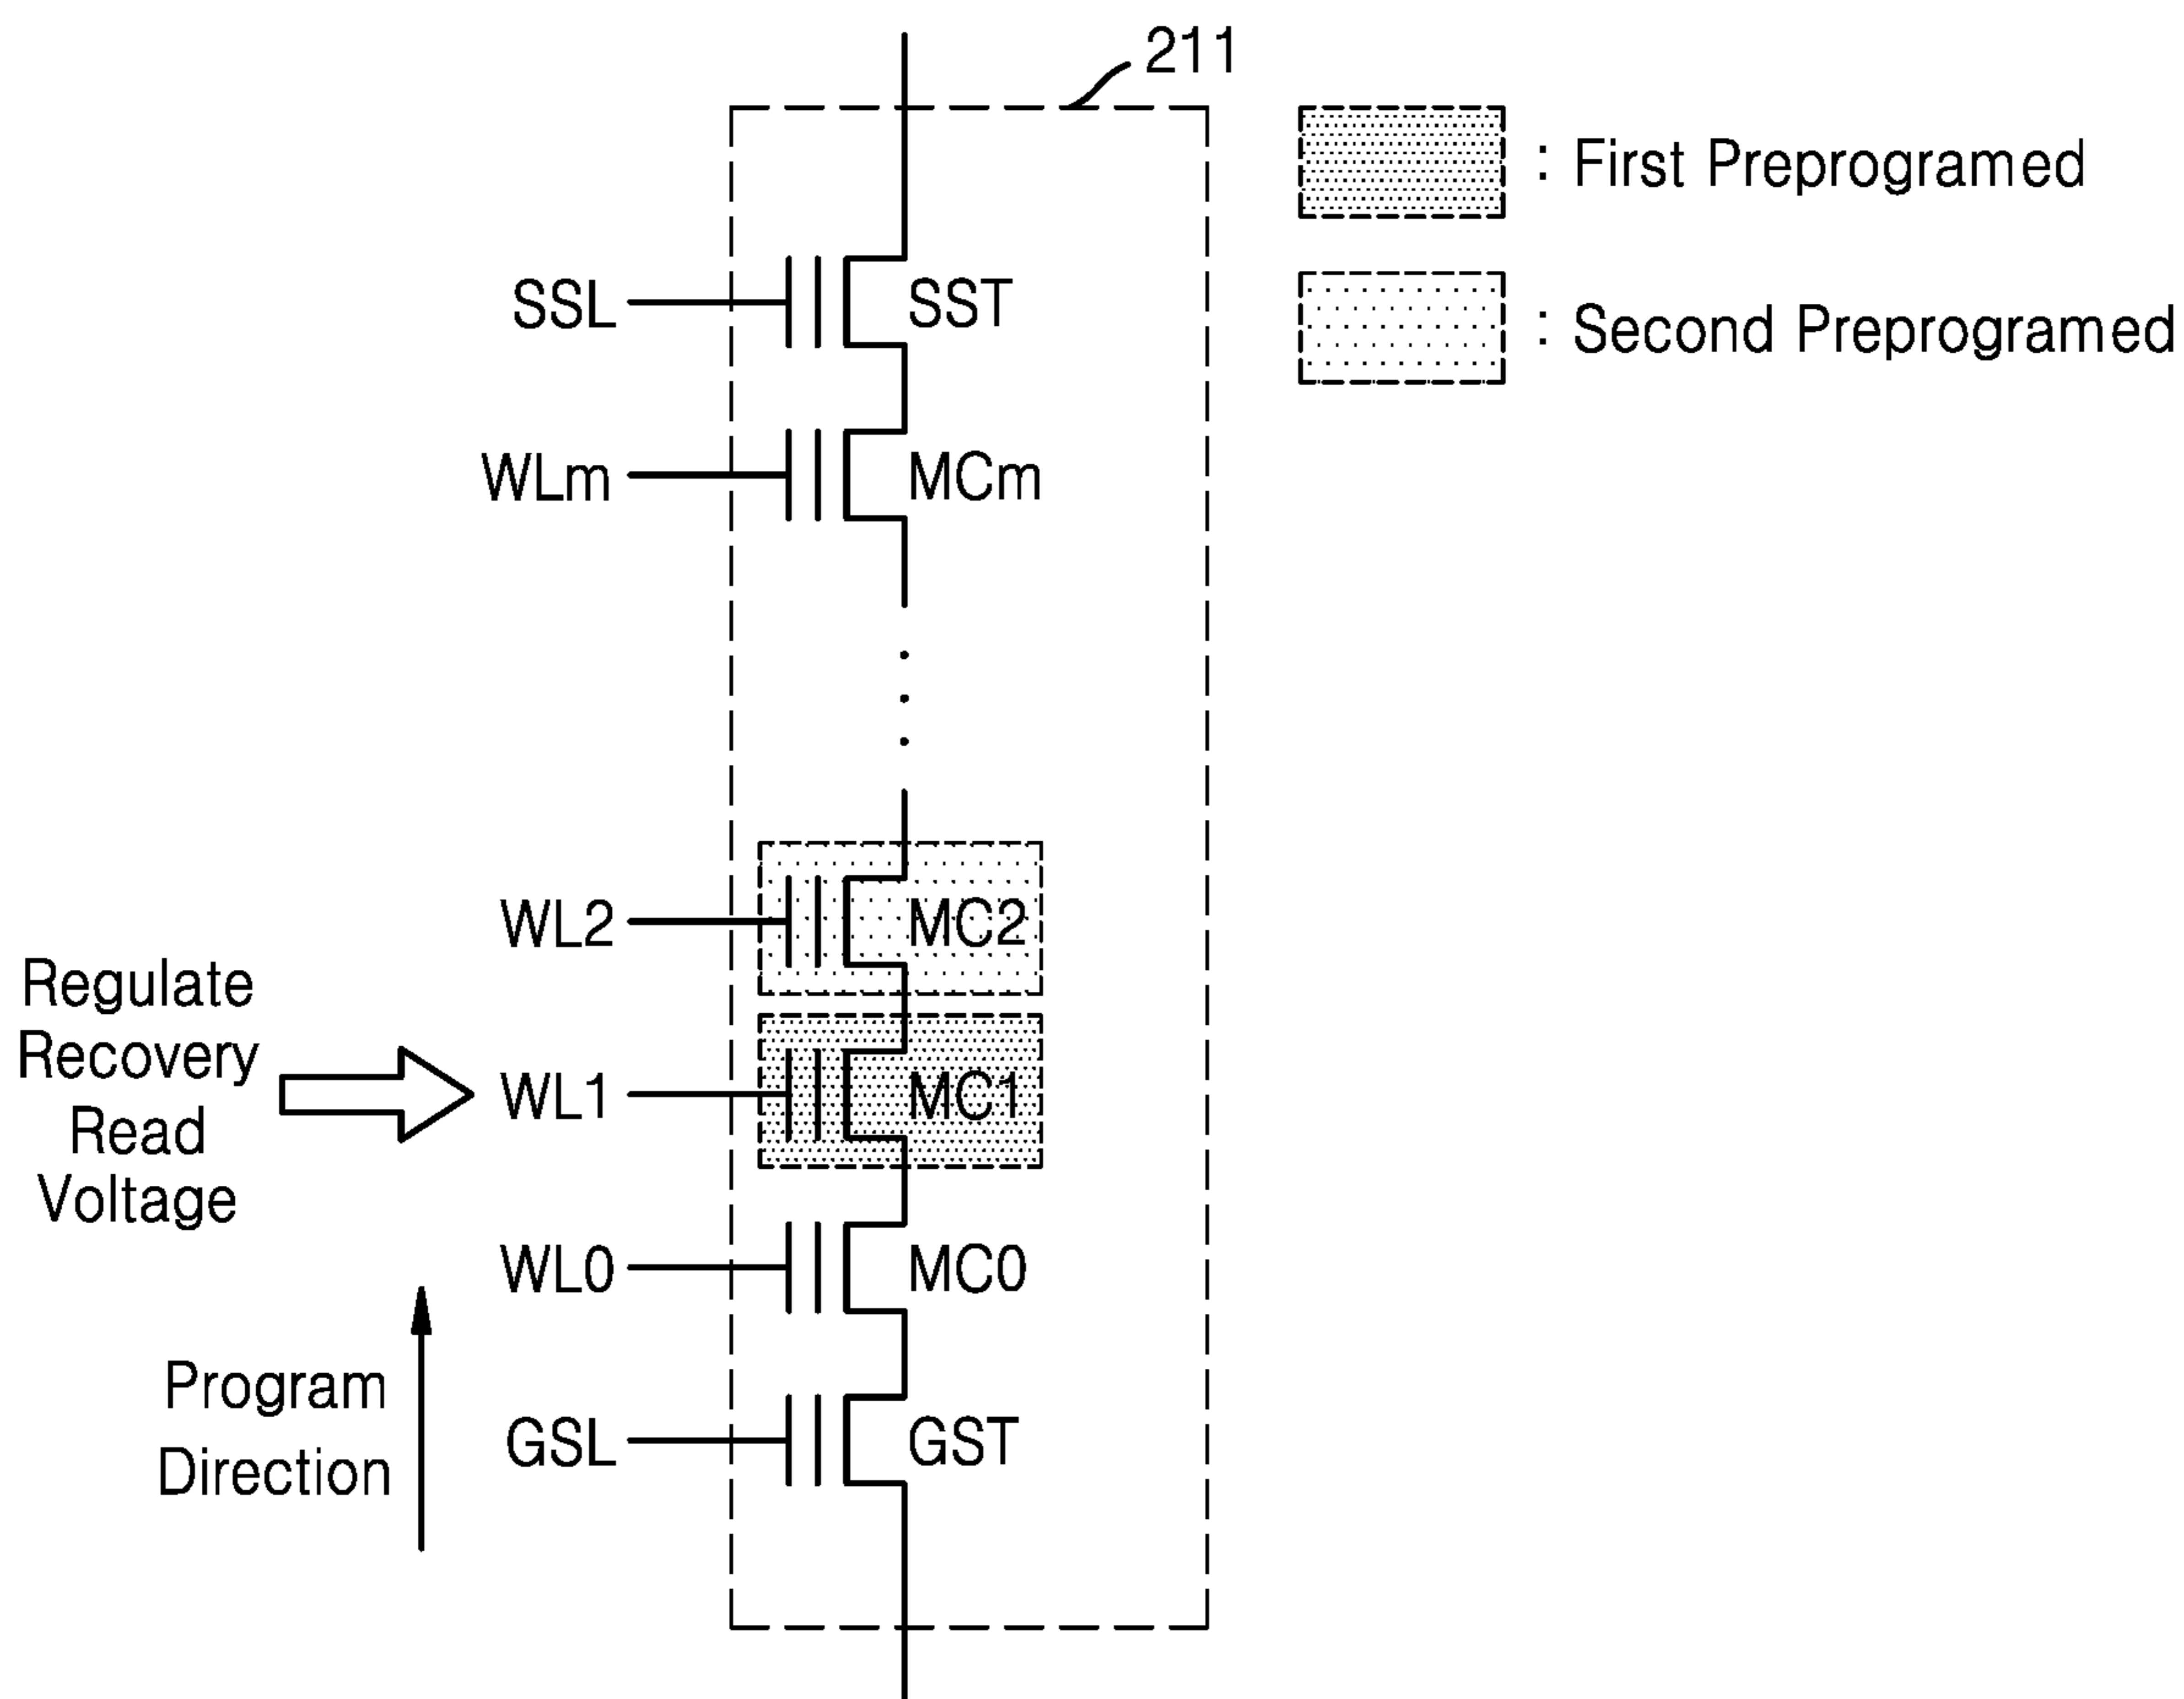 211
: First Preprogramed
: Second Preprogramed
SSL
SST
WLm
MCm
WL2
MC2
Regulate
Recovery
Read
Voltage
WL1
MC1
WL0
MC0
Program
Direction
GSL
GST